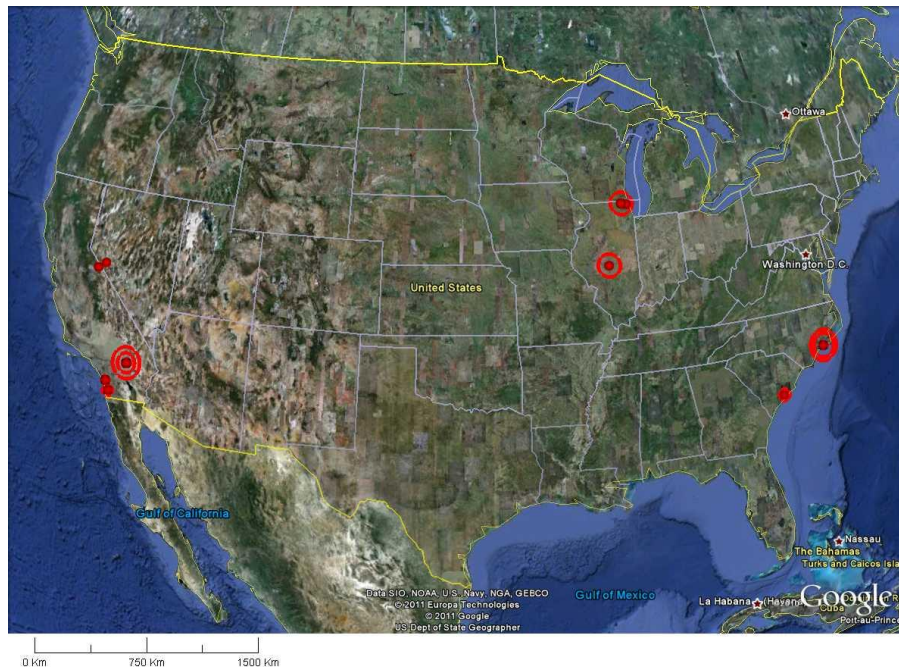 Ottawa
Washington D.C.
United States
Gulf of California
Nassau
The Bahamas
Turks and Caicos Isla
Data SIO, NOAA, U.S. Navy, NGA, GEBCO
© 2011 Europa Technologies
© 2011 Google
US Dept of State Geographer
Gulf of Mexico
La Habana
(Havan
Google
Cuba
Port-au-Prince
0 Km
750 Km
1500 Km